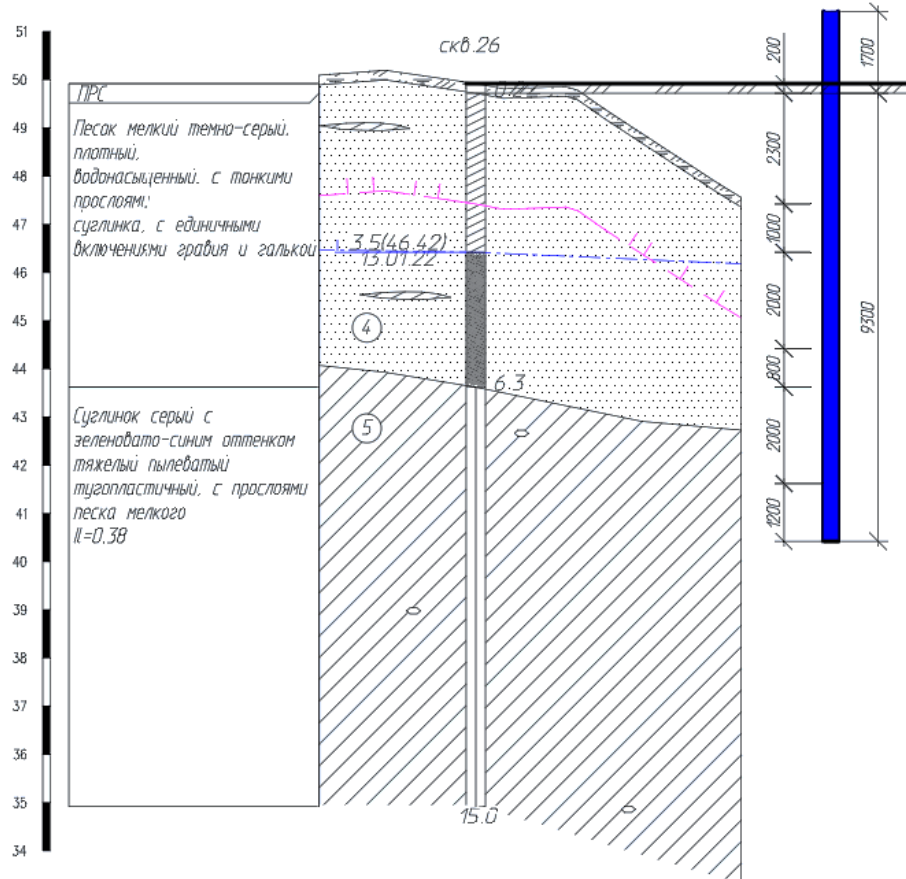 скв.26
51
50
49
48
47
46
45
44
43
42
41
40
39
38
37
36
35
34
ПРС
Песок мелкий темно-серый.
плотный,
водонасыщенный. с тонкими
прослоями;
суглинка, с единичными
включениями гравия и галькой
Суглинок серый с
зеленовато-синим оттенком
тяжелый пылеватый
тугопластичный, с прослоями
песка мелкого
IL=0.38
3.5(46.42)
13.01.22
4
6.3
5
15.0
200
2300
1000
2000
800
2000
1200
1700
9300